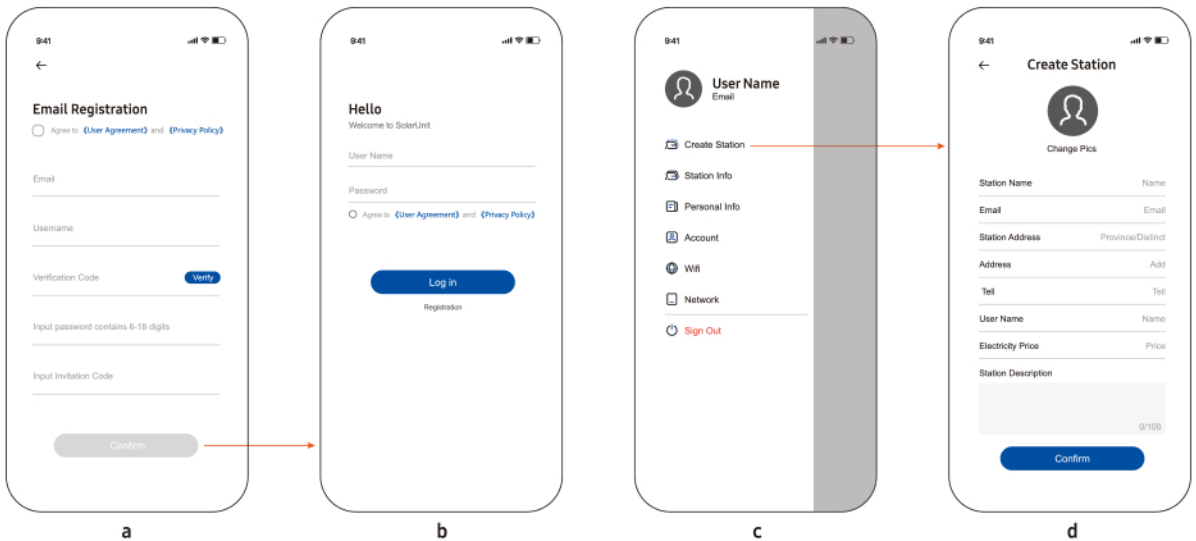 9:41
Email Registration
Agree to 《User Agreement》 and 《Privacy Policy》
Email
Username
Verification Code Verify
Input password contains 6-18 digits
Input Invitation Code
Confirm
a
9:41
Hello
Welcome to SolarUnit
User Name
Password
Agree to 《User Agreement》 and 《Privacy Policy》
Log in
Registration
b
9:41
User Name
Email
Create Station
Station Info
Personal Info
Account
Wifi
Network
Sign Out
c
9:41
Create Station
Change Pics
Station Name Name
Email Email
Station Address Province/Distinct
Address Add
Tell Tell
User Name Name
Electricity Price Price
Station Description
0/100
Confirm
d